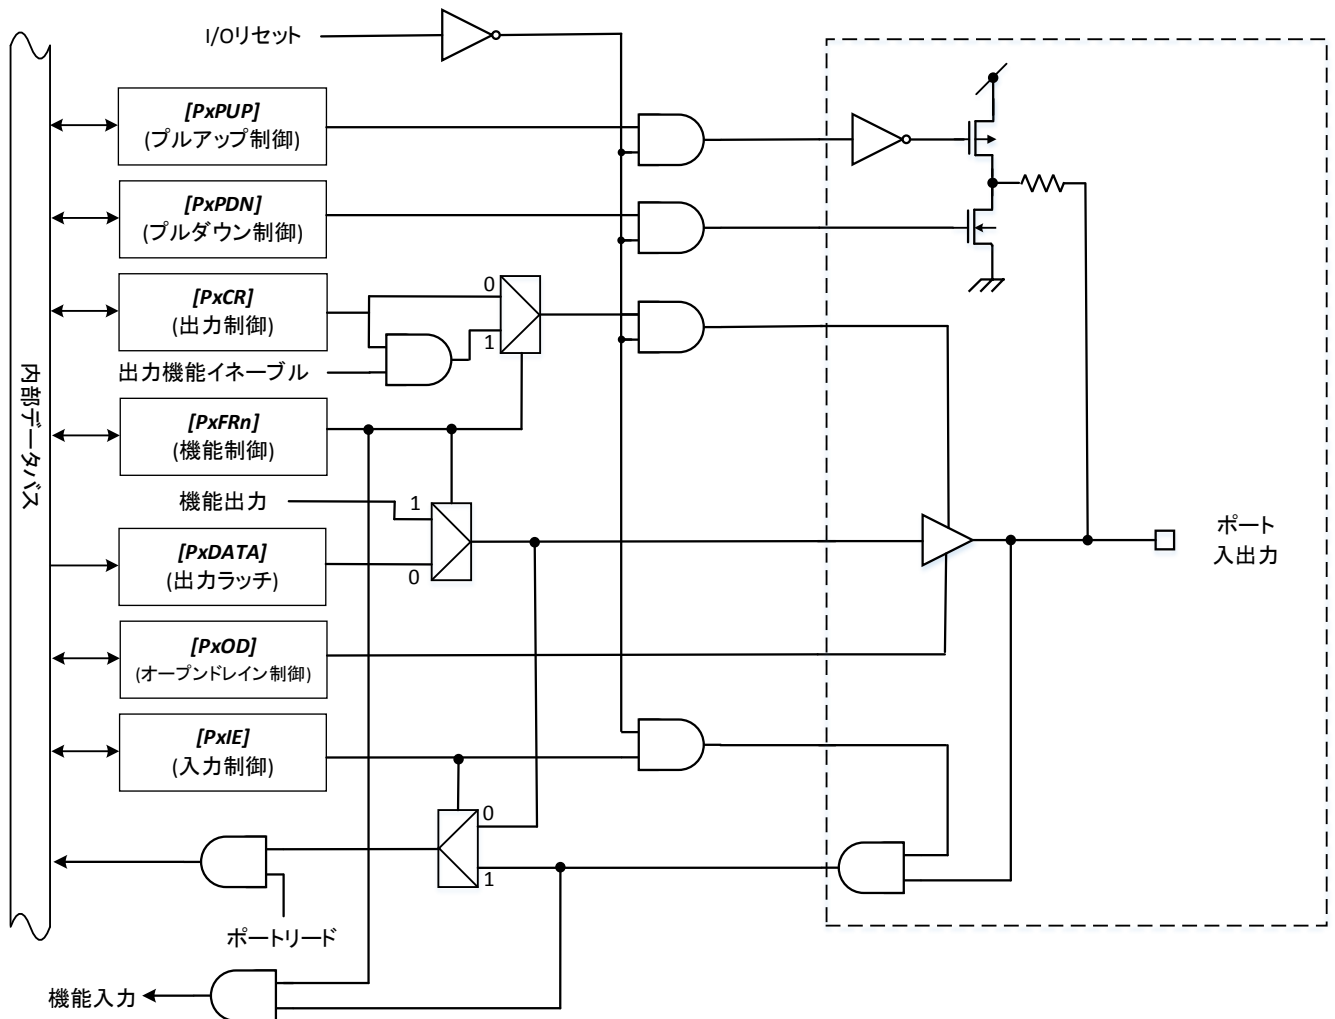 I/Oリセット
[PxPUP]
(プルアップ制御)
[PxPDN]
(プルダウン制御)
[PxCR]
(出力制御)
0
1
出力機能イネーブル
内部データバス
[PxFRn]
(機能制御)
機能出力
1
[PxDATA]
(出力ラッチ)
0
ポート
入出力
[PxOD]
(オープンドレイン制御)
[PxIE]
(入力制御)
0
1
ポートリード
機能入力